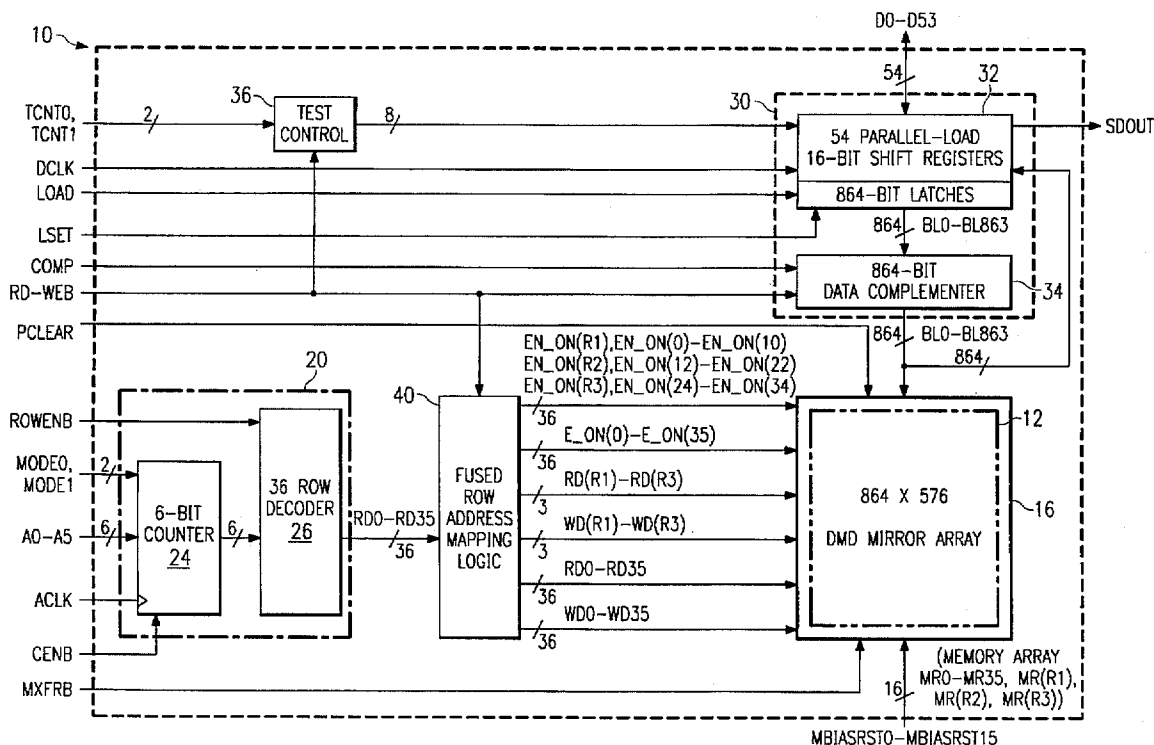 10
D0-D53
54
32
30
36
TCNT0,
TCNT1
2
TEST
CONTROL
8
54 PARALLEL-LOAD
16-BIT SHIFT REGISTERS
SDOUT
DCLK
LOAD
864-BIT LATCHES
LSET
864
BL0-BL863
COMP
864-BIT
DATA COMPLEMENTER
34
RD-WEB
PCLEAR
864
BL0-BL863
864
EN_ON(R1),EN_ON(0)-EN_ON(10)
EN_ON(R2),EN_ON(12)-EN_ON(22)
EN_ON(R3),EN_ON(24)-EN_ON(34)
20
40
36
12
ROWENB
E_ON(0)-E_ON(35)
36
MODE0,
MODE1
2
6-BIT
COUNTER
24
36 ROW
DECODER
26
FUSED
ROW
ADDRESS
MAPPING
LOGIC
RD(R1)-RD(R3)
3
864 X 576
DMD MIRROR ARRAY
16
A0-A5
6
6
RD0-RD35
36
WD(R1)-WD(R3)
3
RD0-RD35
36
ACLK
WD0-WD35
36
CENB
MXFRB
(MEMORY ARRAY
MR0-MR35, MR(R1),
MR(R2), MR(R3))
16
MBIASRST0-MBIASRST15